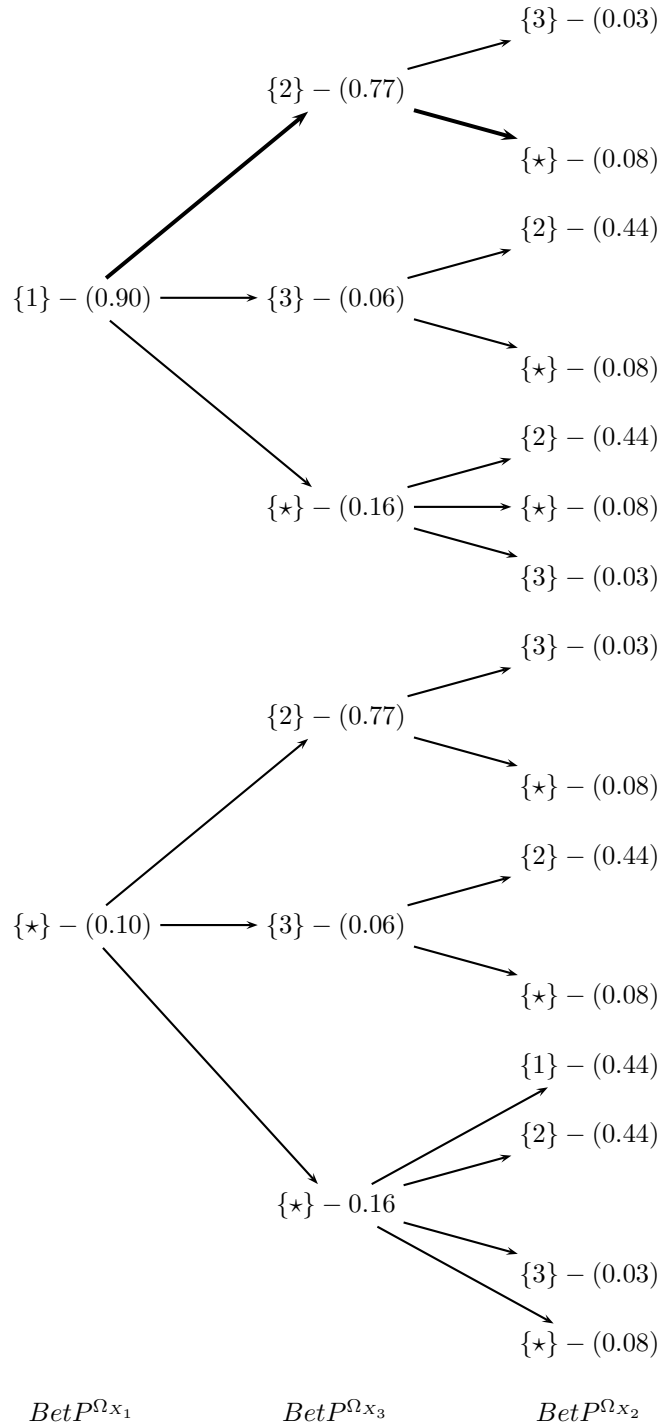 {3} − (0.03)
{2} − (0.77)
{⋆} − (0.08)
{2} − (0.44)
{1} − (0.90) {3} − (0.06)
{⋆} − (0.08)
{2} − (0.44)
{⋆} − (0.16) {⋆} − (0.08)
{3} − (0.03)
{3} − (0.03)
{2} − (0.77)
{⋆} − (0.08)
{2} − (0.44)
{⋆} − (0.10) {3} − (0.06)
{⋆} − (0.08)
{1} − (0.44)
{2} − (0.44)
{⋆} − 0.16
{3} − (0.03)
{⋆} − (0.08)
BetP^{Ω_{X_1}} BetP^{Ω_{X_3}} BetP^{Ω_{X_2}}